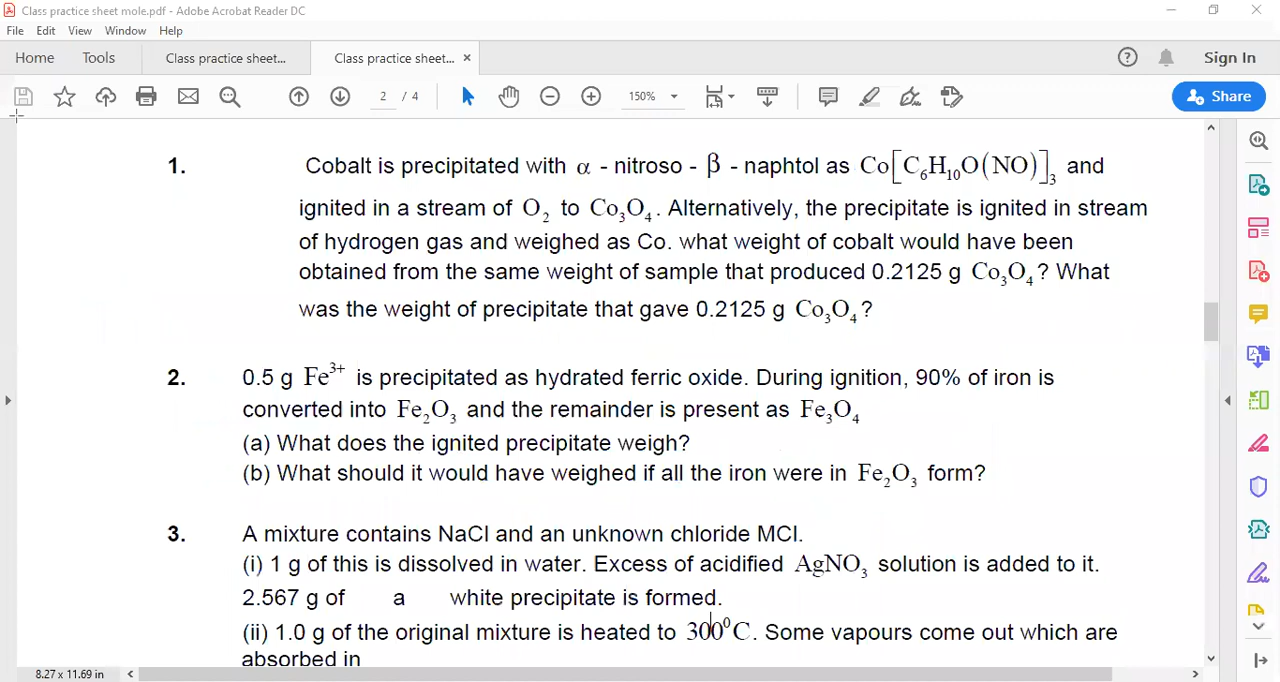 Class practice sheet mole.pdf - Adobe Acrobat Reader DC
File Edit View Window Help
Home Tools Class practice sheet... Class practice sheet... × Sign In
2 / 4 150% Share
1. Cobalt is precipitated with α - nitroso - β - naphtol as Co[C₆H₁₀O(NO)]₃ and
ignited in a stream of O₂ to Co₃O₄. Alternatively, the precipitate is ignited in stream
of hydrogen gas and weighed as Co. what weight of cobalt would have been
obtained from the same weight of sample that produced 0.2125 g Co₃O₄? What
was the weight of precipitate that gave 0.2125 g Co₃O₄?
2. 0.5 g Fe³⁺ is precipitated as hydrated ferric oxide. During ignition, 90% of iron is
converted into Fe₂O₃ and the remainder is present as Fe₃O₄
(a) What does the ignited precipitate weigh?
(b) What should it would have weighed if all the iron were in Fe₂O₃ form?
3. A mixture contains NaCl and an unknown chloride MCl.
(i) 1 g of this is dissolved in water. Excess of acidified AgNO₃ solution is added to it.
2.567 g of a white precipitate is formed.
(ii) 1.0 g of the original mixture is heated to 300⁰C. Some vapours come out which are
absorbed in
8.27 x 11.69 in